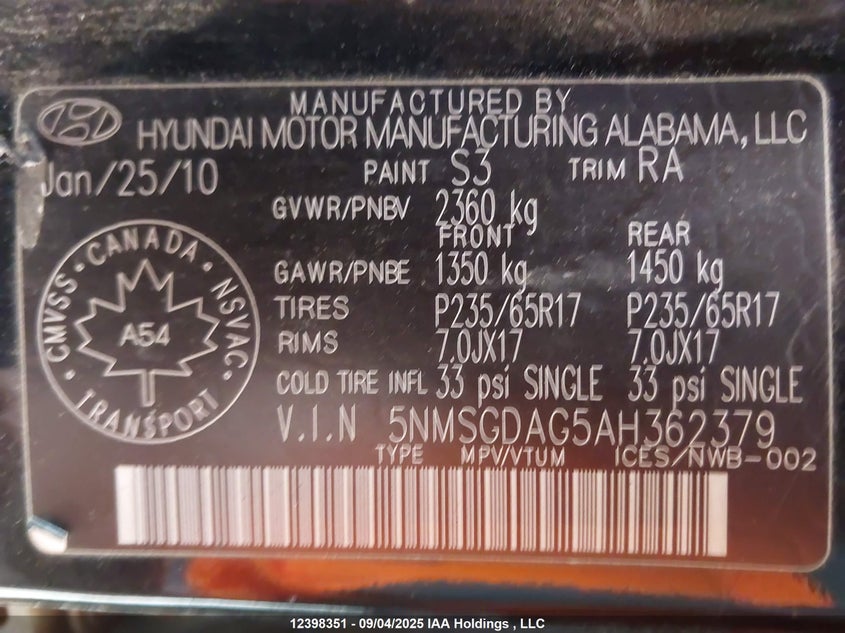 MANUFACTURED BY
HYUNDAI MOTOR MANUFACTURING ALABAMA, LLC
Jan/25/10 PAINT S3 TRIM RA
GVWR/PNBV 2360 kg
FRONT REAR
GAWR/PNBE 1350 kg 1450 kg
TIRES P235/65R17 P235/65R17
RIMS 7.0JX17 7.0JX17
COLD TIRE INFL 33 psi SINGLE 33 psi SINGLE
V.I.N 5NMSGDAG5AH362379
TYPE MPV/VTUM ICES/NWB-002
CMVSS · CANADA · NSVAC · TRANSPORT ·
A54
12398351 - 09/04/2025 IAA Holdings , LLC